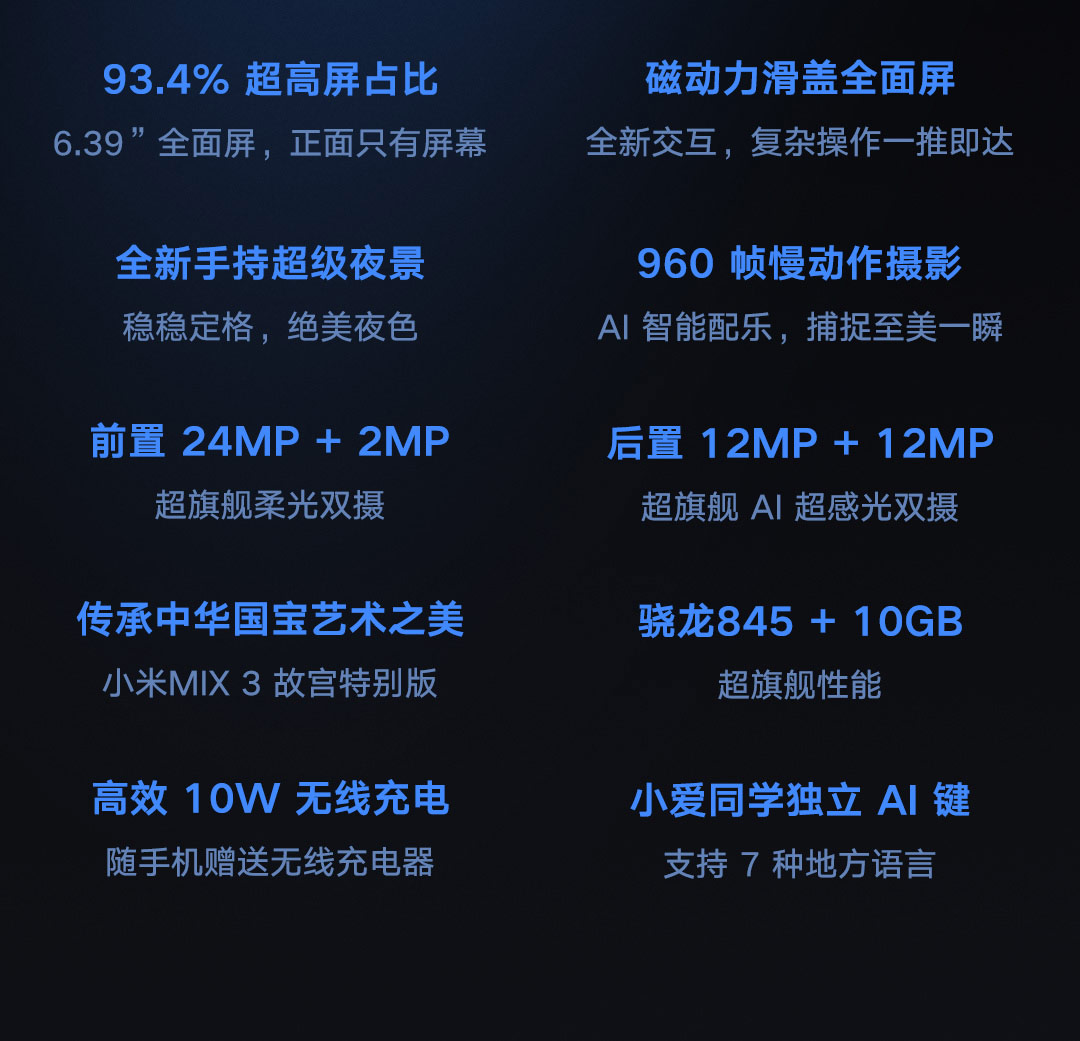 93.4% 超高屏占比
6.39” 全面屏，正面只有屏幕
磁动力滑盖全面屏
全新交互，复杂操作一推即达
全新手持超级夜景
稳稳定格，绝美夜色
960 帧慢动作摄影
AI 智能配乐，捕捉至美一瞬
前置 24MP + 2MP
超旗舰柔光双摄
后置 12MP + 12MP
超旗舰 AI 超感光双摄
传承中华国宝艺术之美
小米MIX 3 故宫特别版
骁龙845 + 10GB
超旗舰性能
高效 10W 无线充电
随手机赠送无线充电器
小爱同学独立 AI 键
支持 7 种地方语言